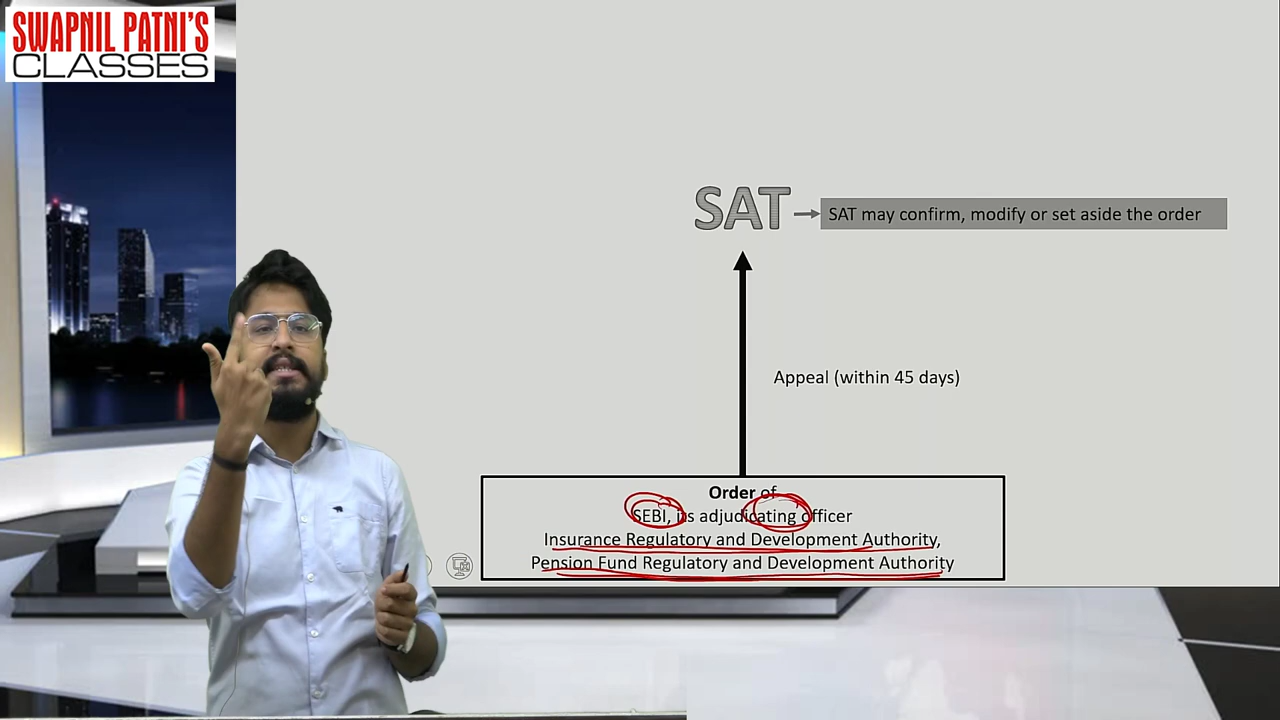 SWAPNIL PATNI'S
CLASSES
SAT
SAT may confirm, modify or set aside the order
Appeal (within 45 days)
Order of
SEBI, its adjudicating officer
Insurance Regulatory and Development Authority,
Pension Fund Regulatory and Development Authority